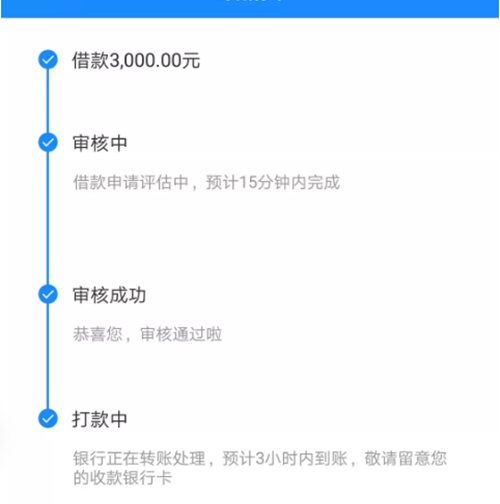 借款3,000.00元
审核中
借款申请评估中，预计15分钟内完成
审核成功
恭喜您，审核通过啦
打款中
银行正在转账处理，预计3小时内到账，敬请留意您
的收款银行卡